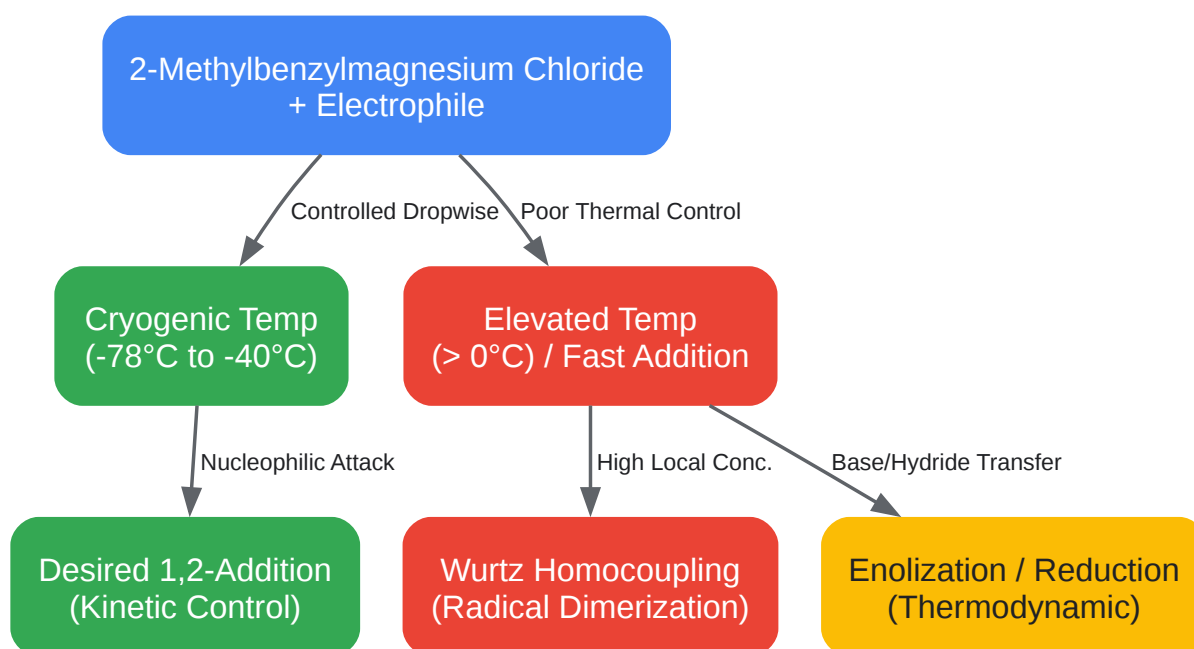 2-Methylbenzylmagnesium Chloride
+ Electrophile
Controlled Dropwise
Poor Thermal Control
Cryogenic Temp
(-78°C to -40°C)
Elevated Temp
(> 0°C) / Fast Addition
Nucleophilic Attack
High Local Conc.
Base/Hydride Transfer
Desired 1,2-Addition
(Kinetic Control)
Wurtz Homocoupling
(Radical Dimerization)
Enolization / Reduction
(Thermodynamic)